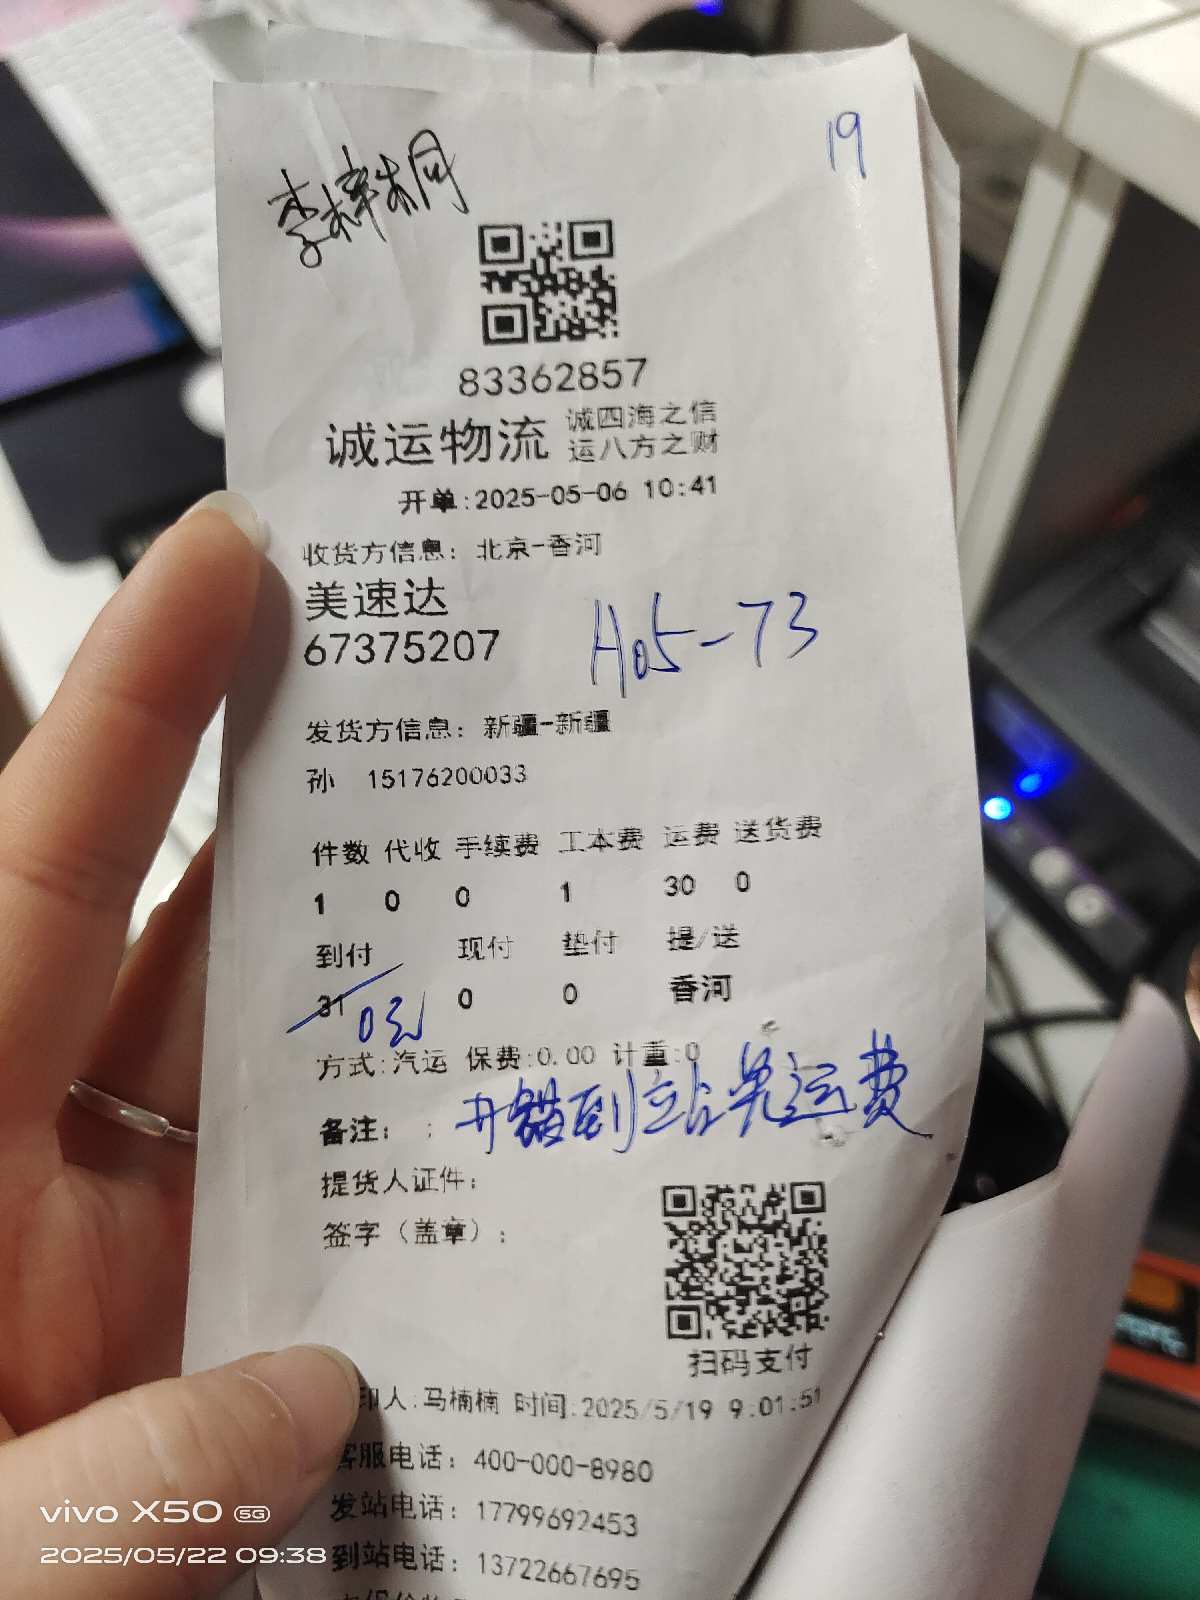 19
李梓桐
83362857
诚运物流 诚四海之信
运八方之财
开单:2025-05-06 10:41
收货方信息: 北京-香河
美速达
67375207
H05-73
发货方信息: 新疆-新疆
孙 15176200033
件数 代收 手续费 工本费 运费 送货费
1 0 0 1 30 0
到付 现付 垫付 提/送
31 0元 0 0 香河
方式:汽运 保费:0.00 计重:0
备注: : 开错到站免运费
提货人证件:
签字(盖章):
扫码支付
印人:马楠楠 时间:2025/5/19 9:01:51
客服电话: 400-000-8980
发站电话: 17799692453
到站电话: 13722667695
vivo X50 5G
2025/05/22 09:38